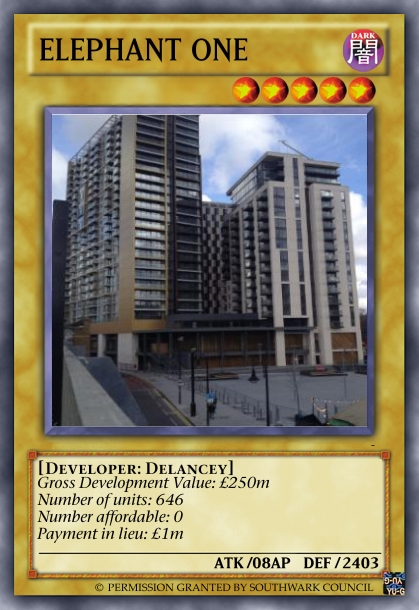 ELEPHANT ONE
DARK
闇
[DEVELOPER: DELANCEY]
Gross Development Value: £250m
Number of units: 646
Number affordable: 0
Payment in lieu: £1m
ATK /08AP DEF /2403
© PERMISSION GRANTED BY SOUTHWARK COUNCIL
YU-G